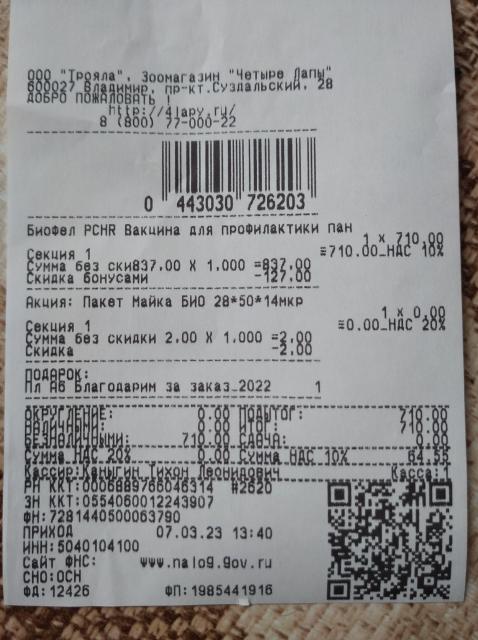 ООО "Трояла", Зоомагазин "Четыре Лапы"
600027 Владимир, пр-кт.Суздальский, 28
ДОБРО ПОЖАЛОВАТЬ !
http://4lapy.ru/
8 (800) 77-000-22
0 443030 726203
Биофел PCHR Вакцина для профилактики пан
1 x 710.00
Секция 1 =710.00_НДС 10%
Сумма без ски837.00 X 1.000 =837.00
Скидка бонусами -127.00
Акция: Пакет Майка БИО 28*50*14мкр
1 x 0.00
Секция 1 =0.00_НДС 20%
Сумма без скидки 2.00 X 1.000 =2.00
Скидка -2.00
ПОДАРОК:
Пл А6 Благодарим за заказ_2022 1
ОКРУГЛЕНИЕ: 0.00 ПОДЫТОГ: 710.00
НАЛИЧНЫМИ: 0.00 ИТОГ: 710.00
БЕЗНАЛИЧНЫМИ: 710.00 СДАЧА: 0.00
Сумма НДС 20% 0.00 Сумма НДС 10% 64.55
Кассир:Каныгин Тихон Леонидович Касса:1
РН ККТ:0006889766046314 #2620
ЗН ККТ:0554060012243907
ФН:7281440500063790
ПРИХОД 07.03.23 13:40
ИНН:5040104100
Сайт ФНС: www.nalog.gov.ru
СНО:ОСН
ФД:12426 ФП:1985441916